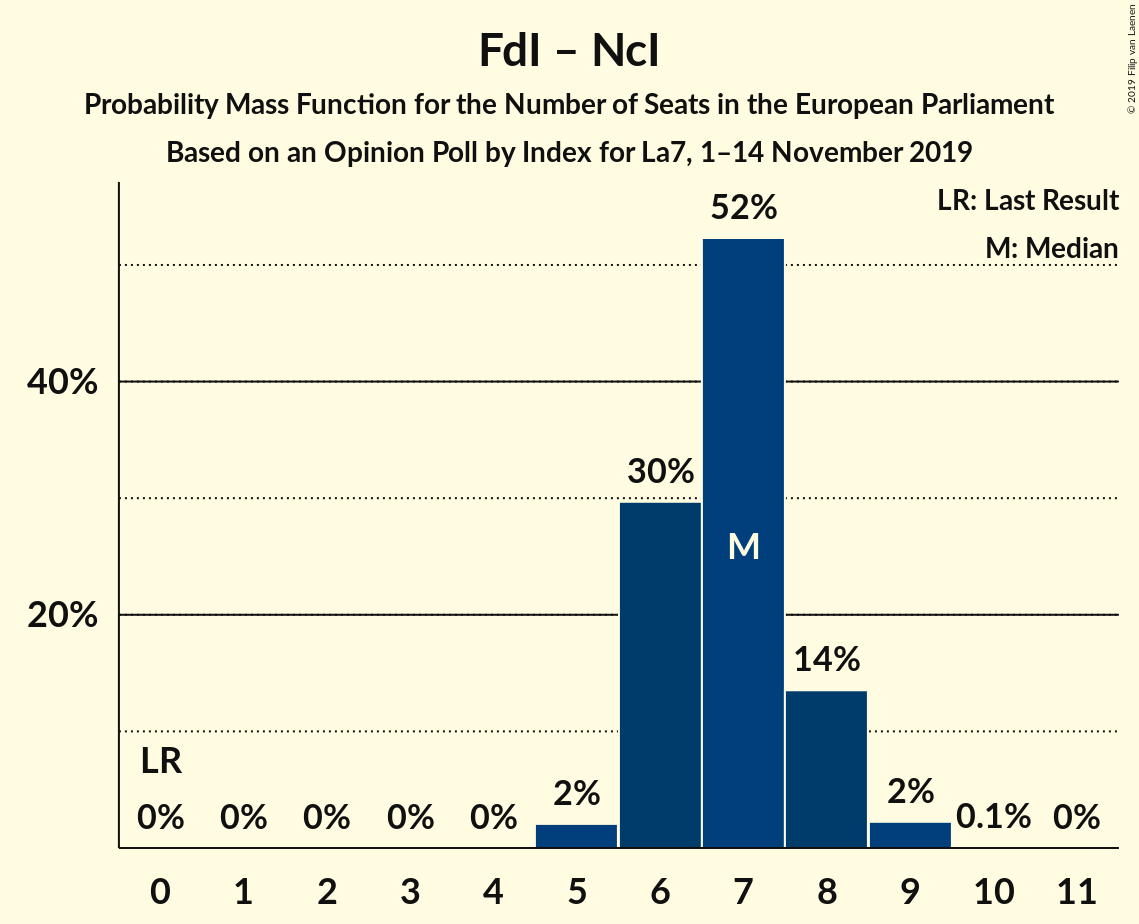 FdI – NcI
Probability Mass Function for the Number of Seats in the European Parliament
Based on an Opinion Poll by Index for La7, 1–14 November 2019
© 2019 Filip van Laenen
LR: Last Result
M: Median
52%
40%
30%
M
20%
14%
LR
0% 0% 0% 0% 0% 2% 2% 0.1% 0%
0 1 2 3 4 5 6 7 8 9 10 11